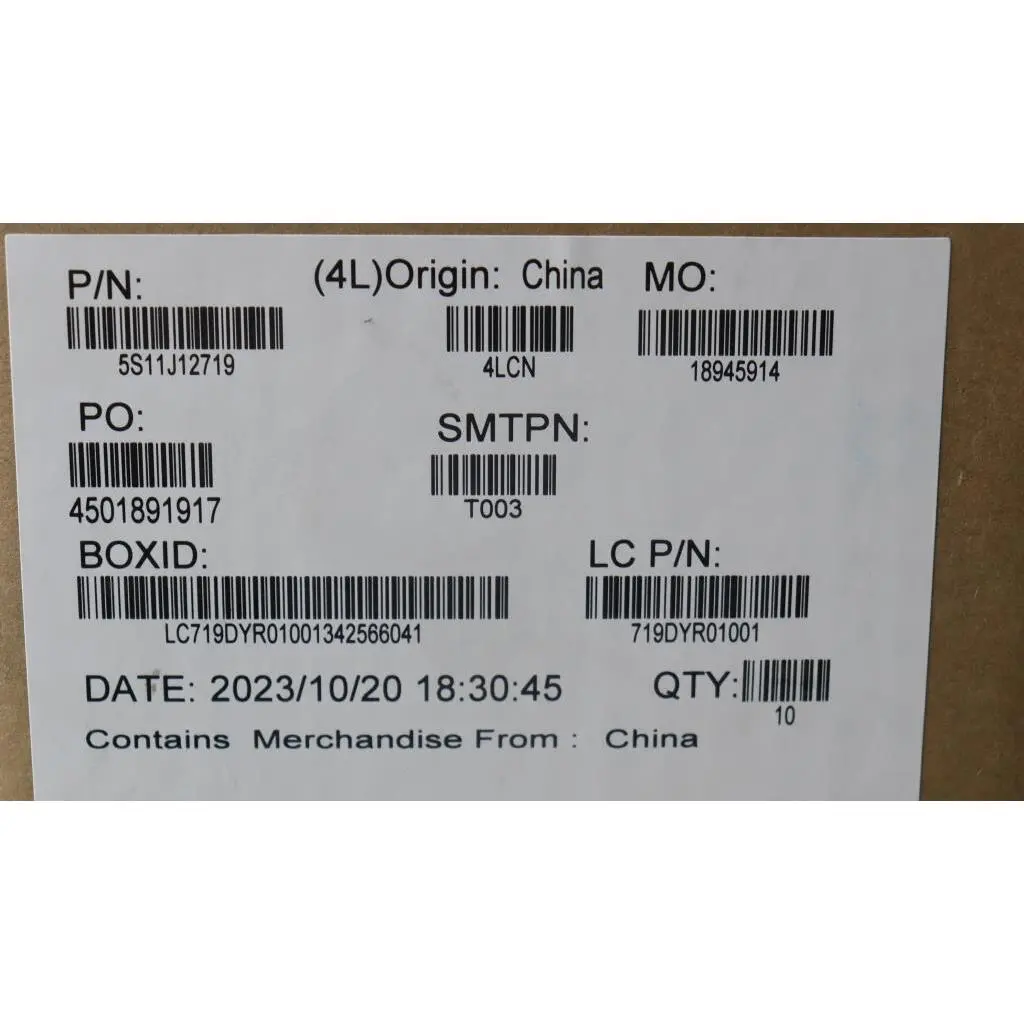 P/N: (4L)Origin: China MO:
5S11J12719 4LCN 18945914
PO: SMTPN:
4501891917 T003
BOXID: LC P/N:
LC719DYR01001342566041 719DYR01001
DATE: 2023/10/20 18:30:45 QTY:
10
Contains Merchandise From : China